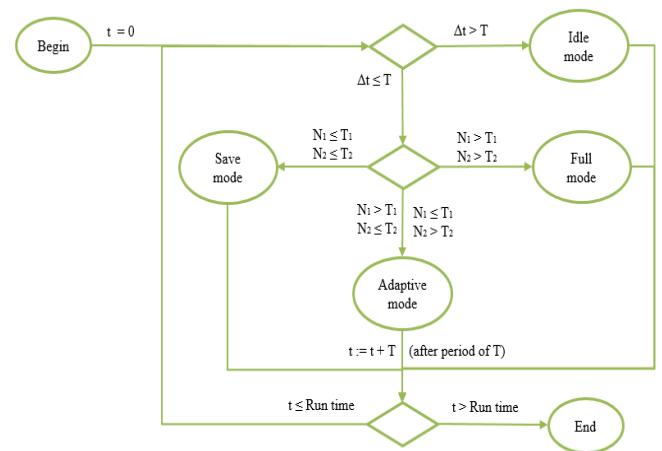 Begin
t = 0
Δt > T
Idle
mode
Δt ≤ T
N₁ ≤ T₁
N₂ ≤ T₂
N₁ > T₁
N₂ > T₂
Save
mode
Full
mode
N₁ > T₁
N₂ ≤ T₂
N₁ ≤ T₁
N₂ > T₂
Adaptive
mode
t := t + T (after period of T)
t ≤ Run time
t > Run time
End